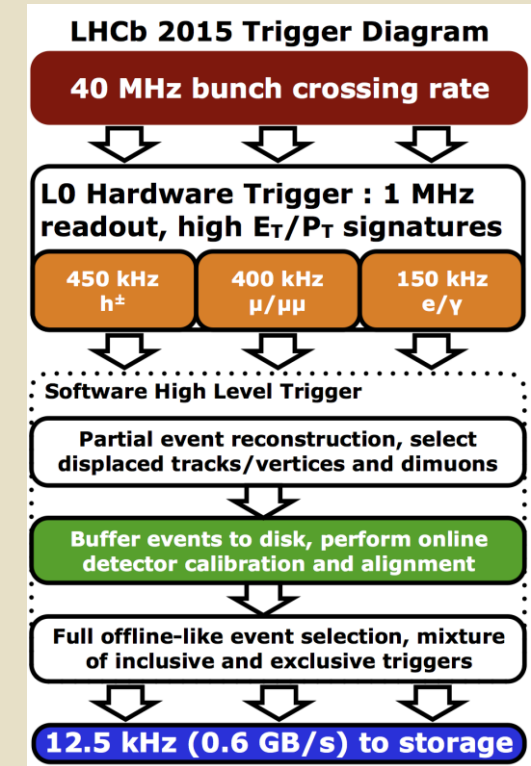 LHCb 2015 Trigger Diagram
40 MHz bunch crossing rate
L0 Hardware Trigger : 1 MHz
readout, high E_T/P_T signatures
450 kHz
h±
400 kHz
μ/μμ
150 kHz
e/γ
Software High Level Trigger
Partial event reconstruction, select
displaced tracks/vertices and dimuons
Buffer events to disk, perform online
detector calibration and alignment
Full offline-like event selection, mixture
of inclusive and exclusive triggers
12.5 kHz (0.6 GB/s) to storage